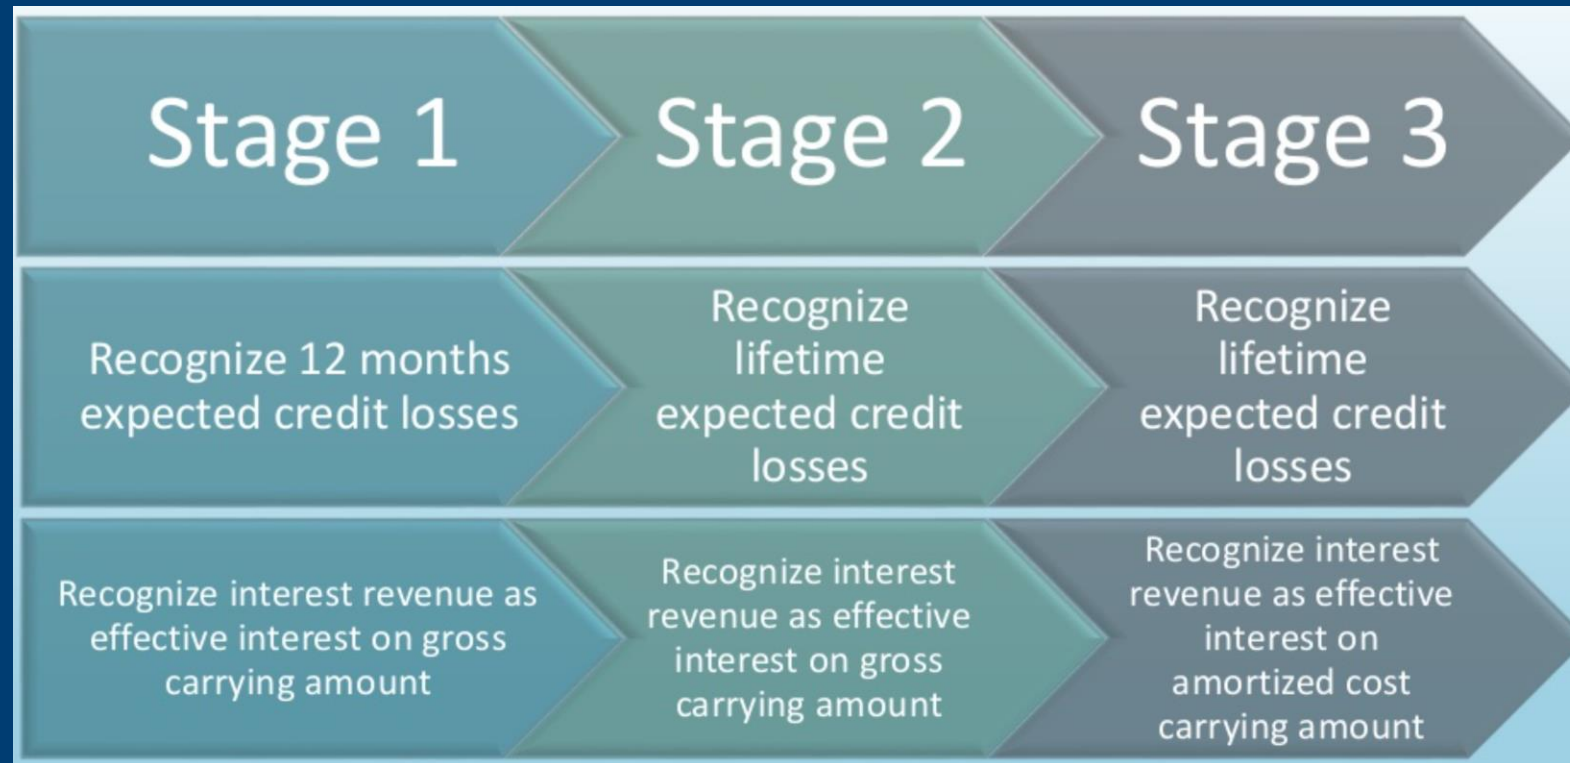 Stage 1
Stage 2
Stage 3
Recognize 12 months
expected credit losses
Recognize
lifetime
expected credit
losses
Recognize
lifetime
expected credit
losses
Recognize interest revenue as
effective interest on gross
carrying amount
Recognize interest
revenue as effective
interest on gross
carrying amount
Recognize interest
revenue as effective
interest on
amortized cost
carrying amount